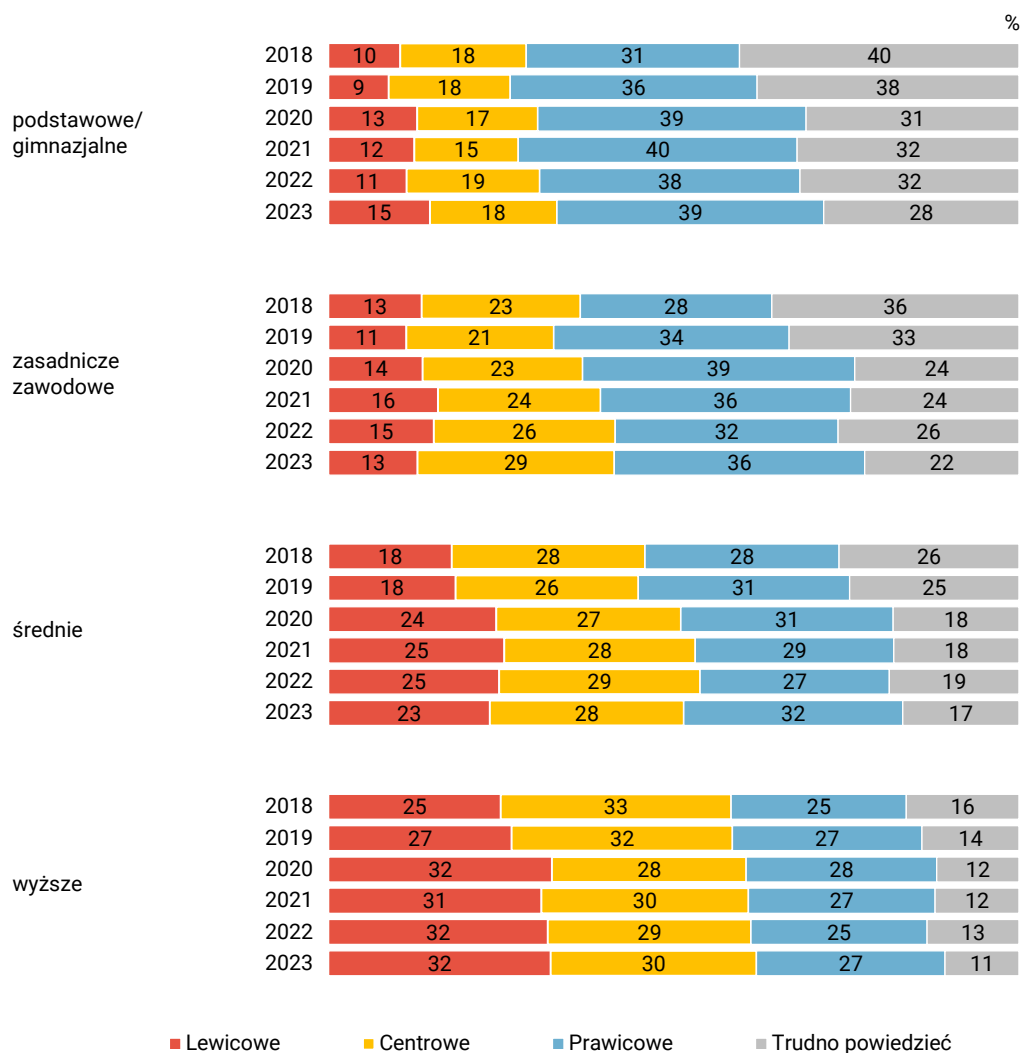 %
2018 10 18 31 40
2019 9 18 36 38
podstawowe/
gimnazjalne
2020 13 17 39 31
2021 12 15 40 32
2022 11 19 38 32
2023 15 18 39 28
2018 13 23 28 36
2019 11 21 34 33
zasadnicze
zawodowe
2020 14 23 39 24
2021 16 24 36 24
2022 15 26 32 26
2023 13 29 36 22
2018 18 28 28 26
2019 18 26 31 25
2020 24 27 31 18
średnie
2021 25 28 29 18
2022 25 29 27 19
2023 23 28 32 17
2018 25 33 25 16
2019 27 32 27 14
2020 32 28 28 12
wyższe
2021 31 30 27 12
2022 32 29 25 13
2023 32 30 27 11
Lewicowe Centrowe Prawicowe Trudno powiedzieć